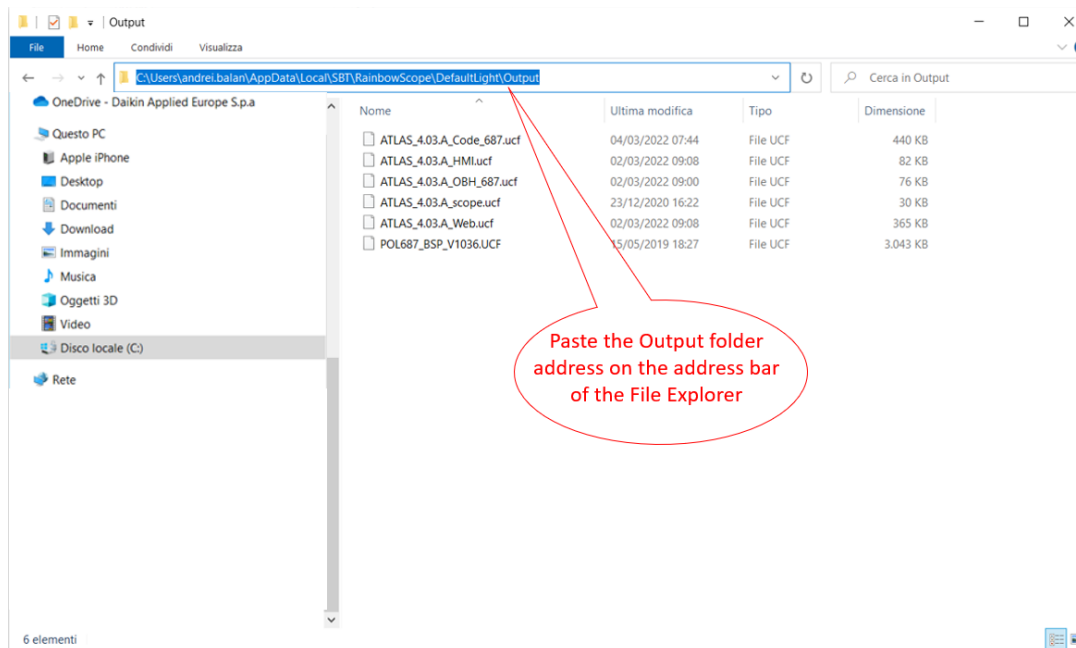 Output
File Home Condividi Visualizza
C:\Users\andrei.balan\AppData\Local\SBT\RainbowScope\DefaultLight\Output
Cerca in Output
OneDrive - Daikin Applied Europe S.p.a
Questo PC
Apple iPhone
Desktop
Documenti
Download
Immagini
Musica
Oggetti 3D
Video
Disco locale (C:)
Rete
Nome Ultima modifica Tipo Dimensione
ATLAS_4.03.A_Code_687.ucf 04/03/2022 07:44 File UCF 440 KB
ATLAS_4.03.A_HMI.ucf 02/03/2022 09:08 File UCF 82 KB
ATLAS_4.03.A_OBH_687.ucf 02/03/2022 09:00 File UCF 76 KB
ATLAS_4.03.A_scope.ucf 23/12/2020 16:22 File UCF 30 KB
ATLAS_4.03.A_Web.ucf 02/03/2022 09:08 File UCF 365 KB
POL687_BSP_V1036.UCF 15/05/2019 18:27 File UCF 3.043 KB
Paste the Output folder
address on the address bar
of the File Explorer
6 elementi